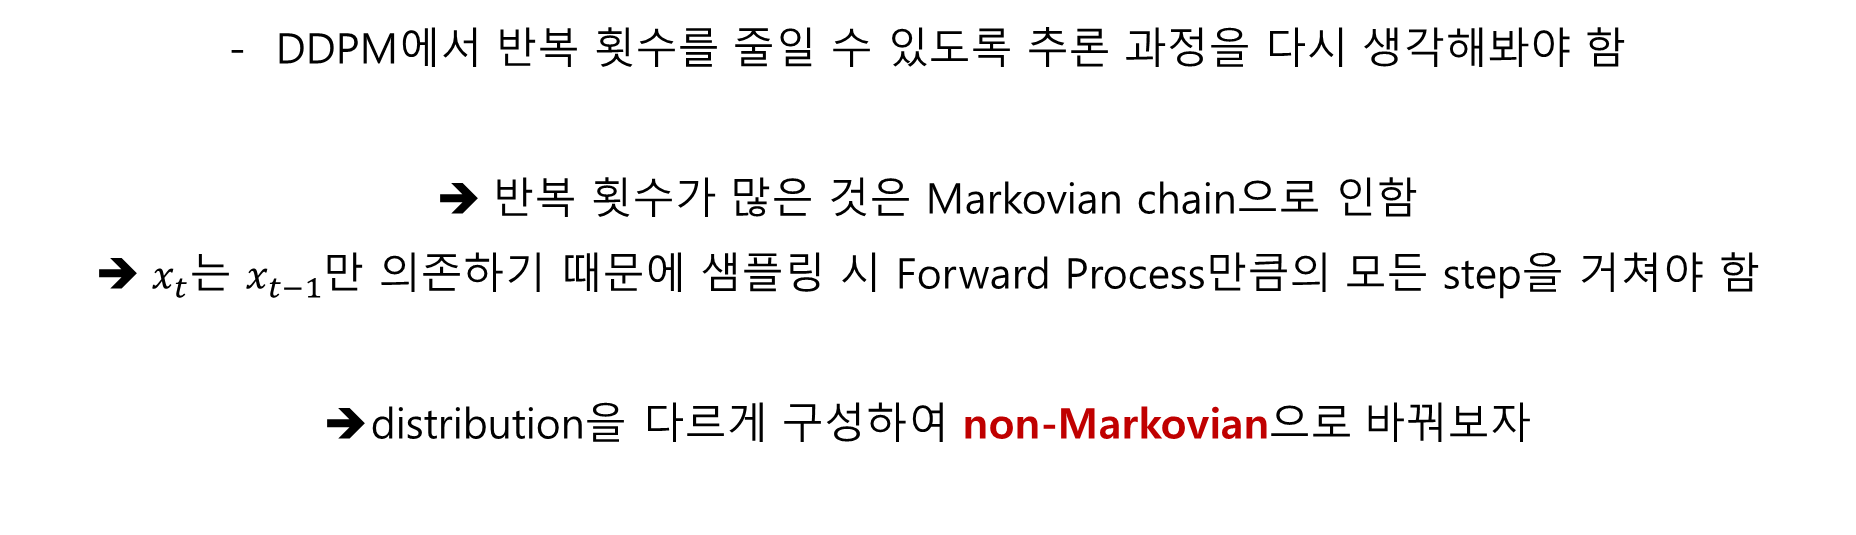 - DDPM에서 반복 횟수를 줄일 수 있도록 추론 과정을 다시 생각해봐야 함
➔ 반복 횟수가 많은 것은 Markovian chain으로 인함
➔ 𝑥ₜ는 𝑥ₜ₋₁만 의존하기 때문에 샘플링 시 Forward Process만큼의 모든 step을 거쳐야 함
➔distribution을 다르게 구성하여 non-Markovian으로 바꿔보자